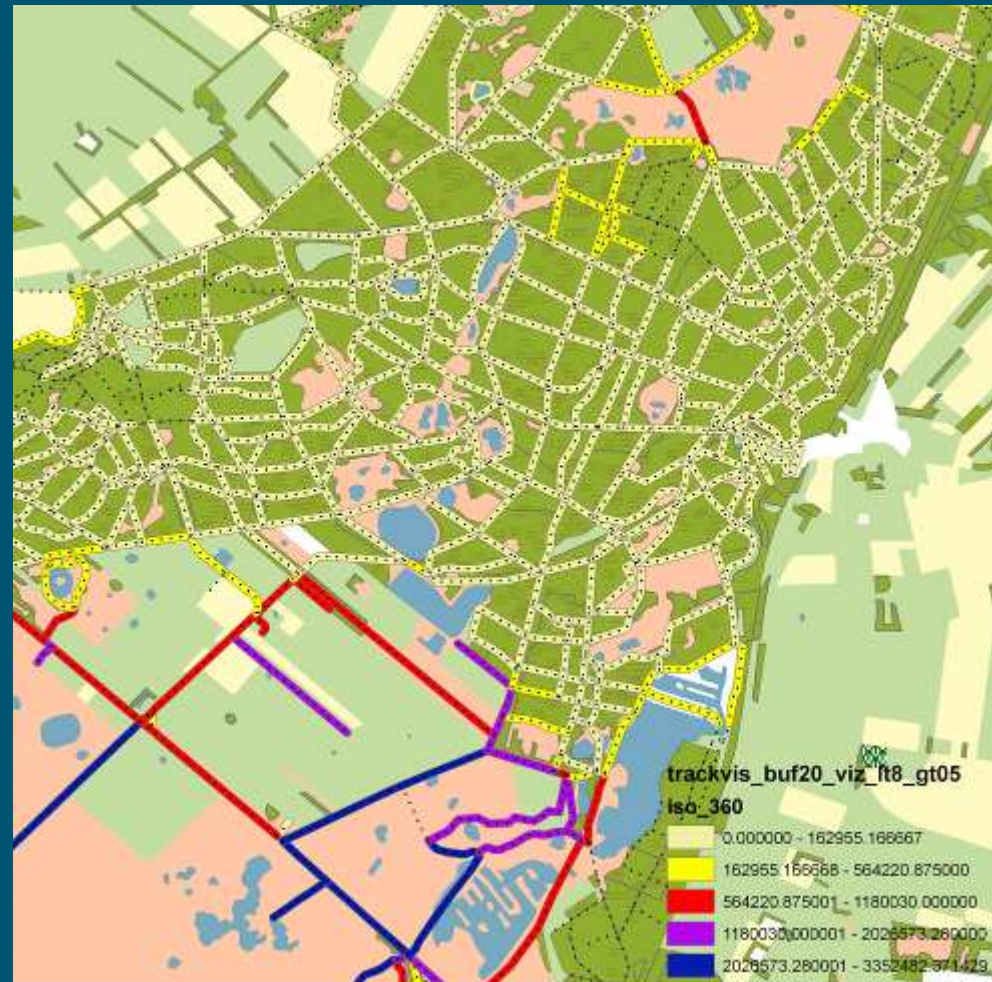 trackvis_buf20_viz_lt8_gt05
iso_360
0.000000 - 162955.166667
162955.166668 - 564220.875000
564220.875001 - 1180030.000000
1180030.000001 - 2026573.280000
2026573.280001 - 3352482.371429